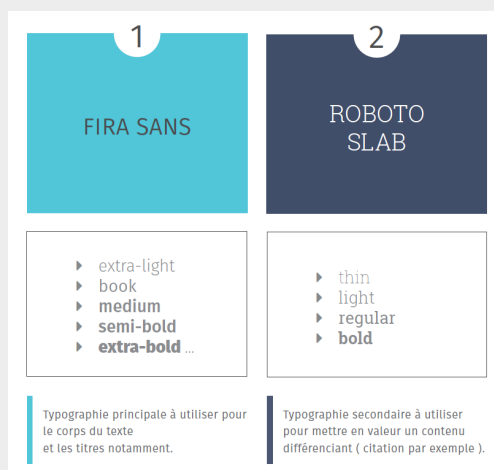 1
FIRA SANS
extra-light
book
medium
semi-bold
extra-bold ...
Typographie principale à utiliser pour
le corps du texte
et les titres notamment.
2
ROBOTO
SLAB
thin
light
regular
bold
Typographie secondaire à utiliser
pour mettre en valeur un contenu
différenciant ( citation par exemple ).